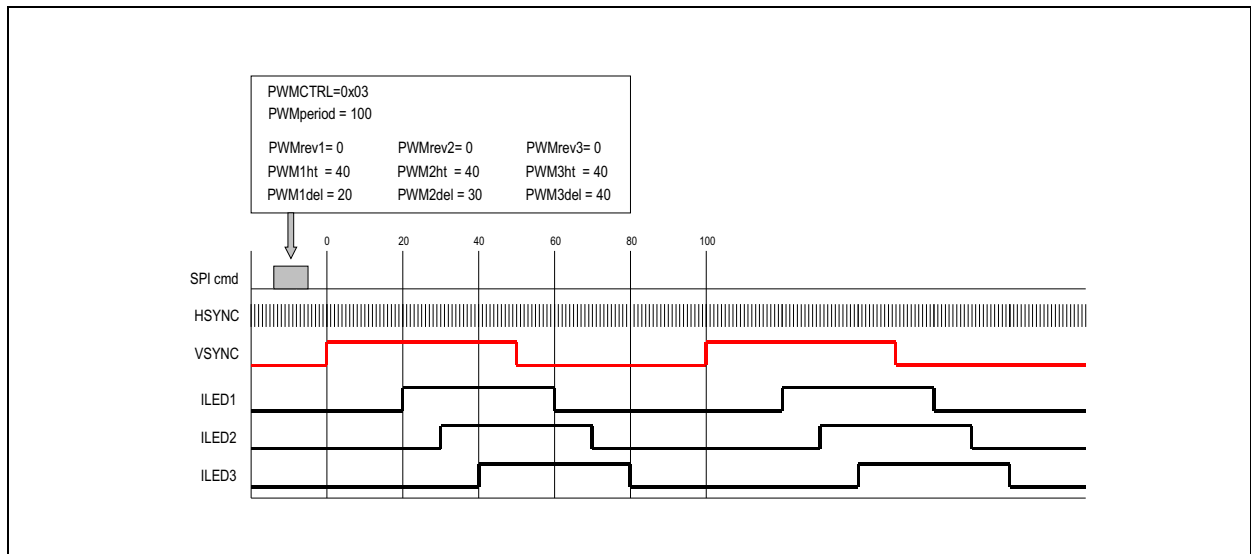 PWMCTRL=0x03
PWMperiod = 100
PWMrev1= 0 PWMrev2= 0 PWMrev3= 0
PWM1ht = 40 PWM2ht = 40 PWM3ht = 40
PWM1del = 20 PWM2del = 30 PWM3del = 40
0 20 40 60 80 100
SPI cmd
HSYNC
VSYNC
ILED1
ILED2
ILED3